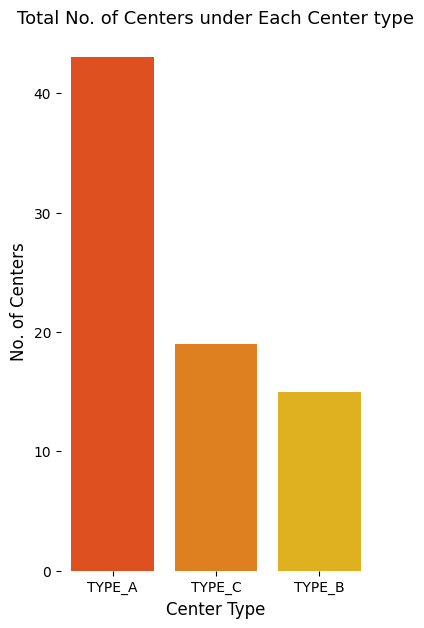 Total No. of Centers under Each Center type
No. of Centers
40
30
20
10
0
TYPE_A TYPE_C TYPE_B
Center Type